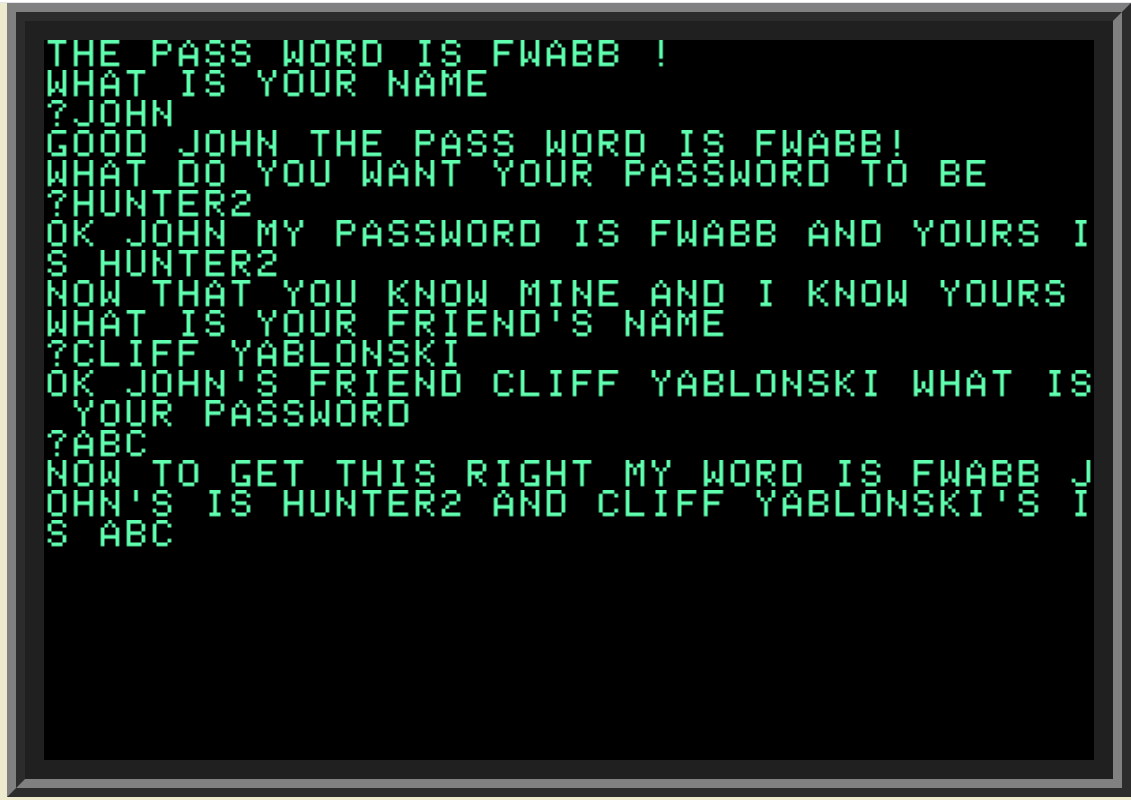 THE PASS WORD IS FWABB !
WHAT IS YOUR NAME
?JOHN
GOOD JOHN THE PASS WORD IS FWABB!
WHAT DO YOU WANT YOUR PASSWORD TO BE
?HUNTER2
OK JOHN MY PASSWORD IS FWABB AND YOURS I
S HUNTER2
NOW THAT YOU KNOW MINE AND I KNOW YOURS
WHAT IS YOUR FRIEND'S NAME
?CLIFF YABLONSKI
OK JOHN'S FRIEND CLIFF YABLONSKI WHAT IS
 YOUR PASSWORD
?ABC
NOW TO GET THIS RIGHT MY WORD IS FWABB J
OHN'S IS HUNTER2 AND CLIFF YABLONSKI'S I
S ABC